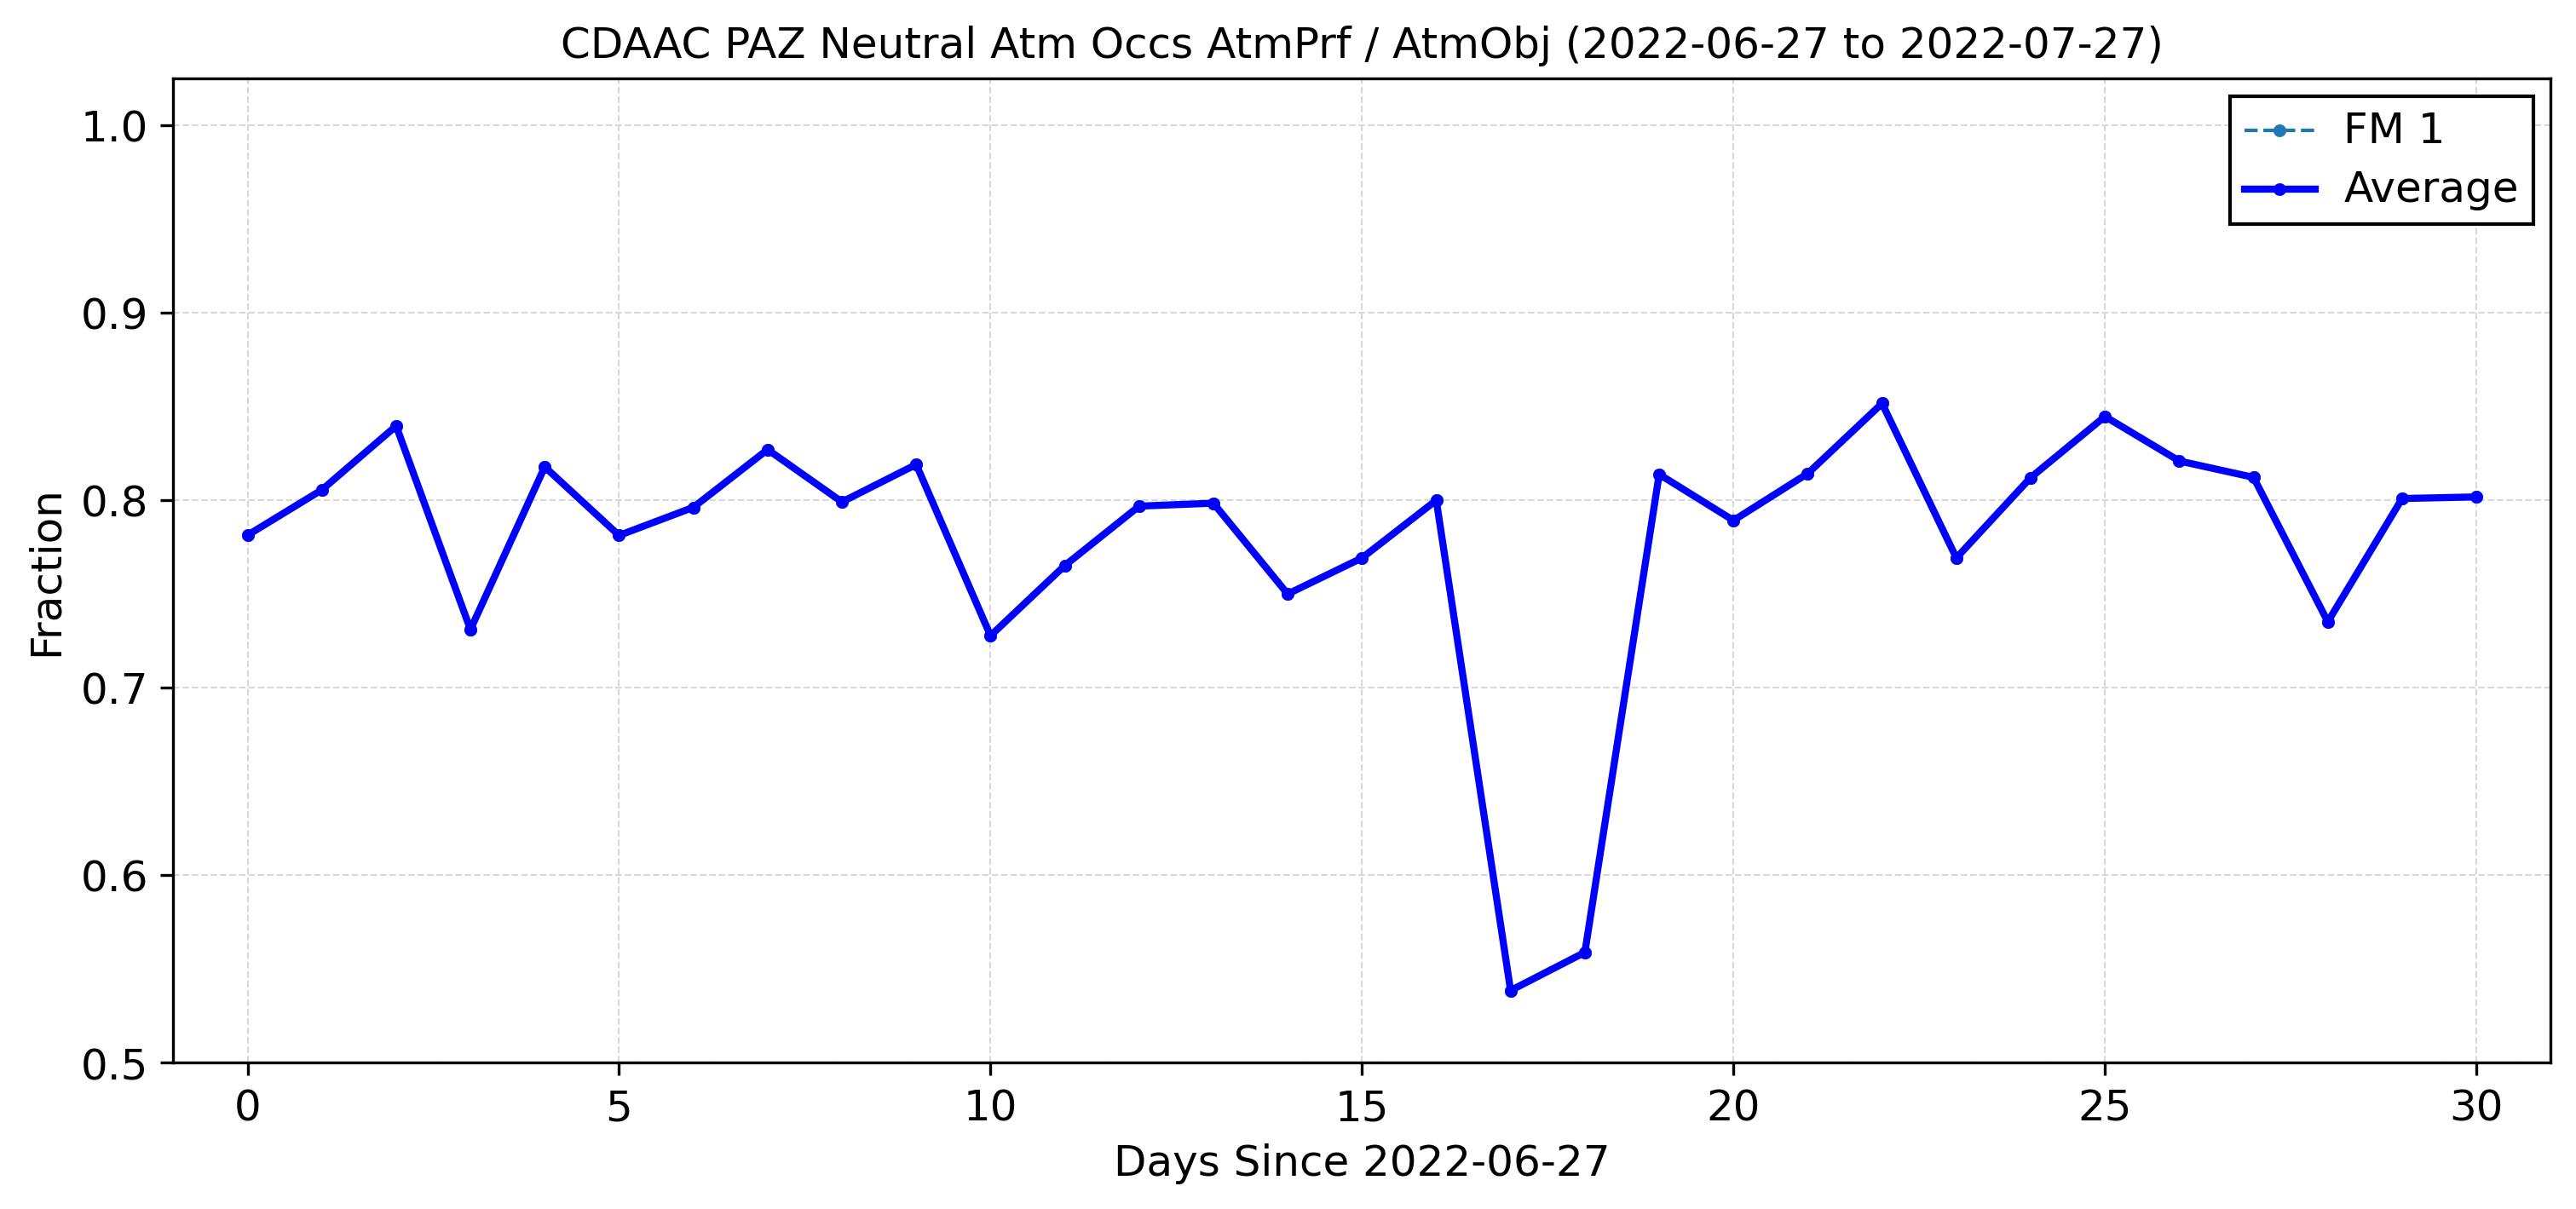 CDAAC PAZ Neutral Atm Occs AtmPrf / AtmObj (2022-06-27 to 2022-07-27)
FM 1
Average
1.0
0.9
0.8
0.7
0.6
0.5
Fraction
0 5 10 15 20 25 30
Days Since 2022-06-27